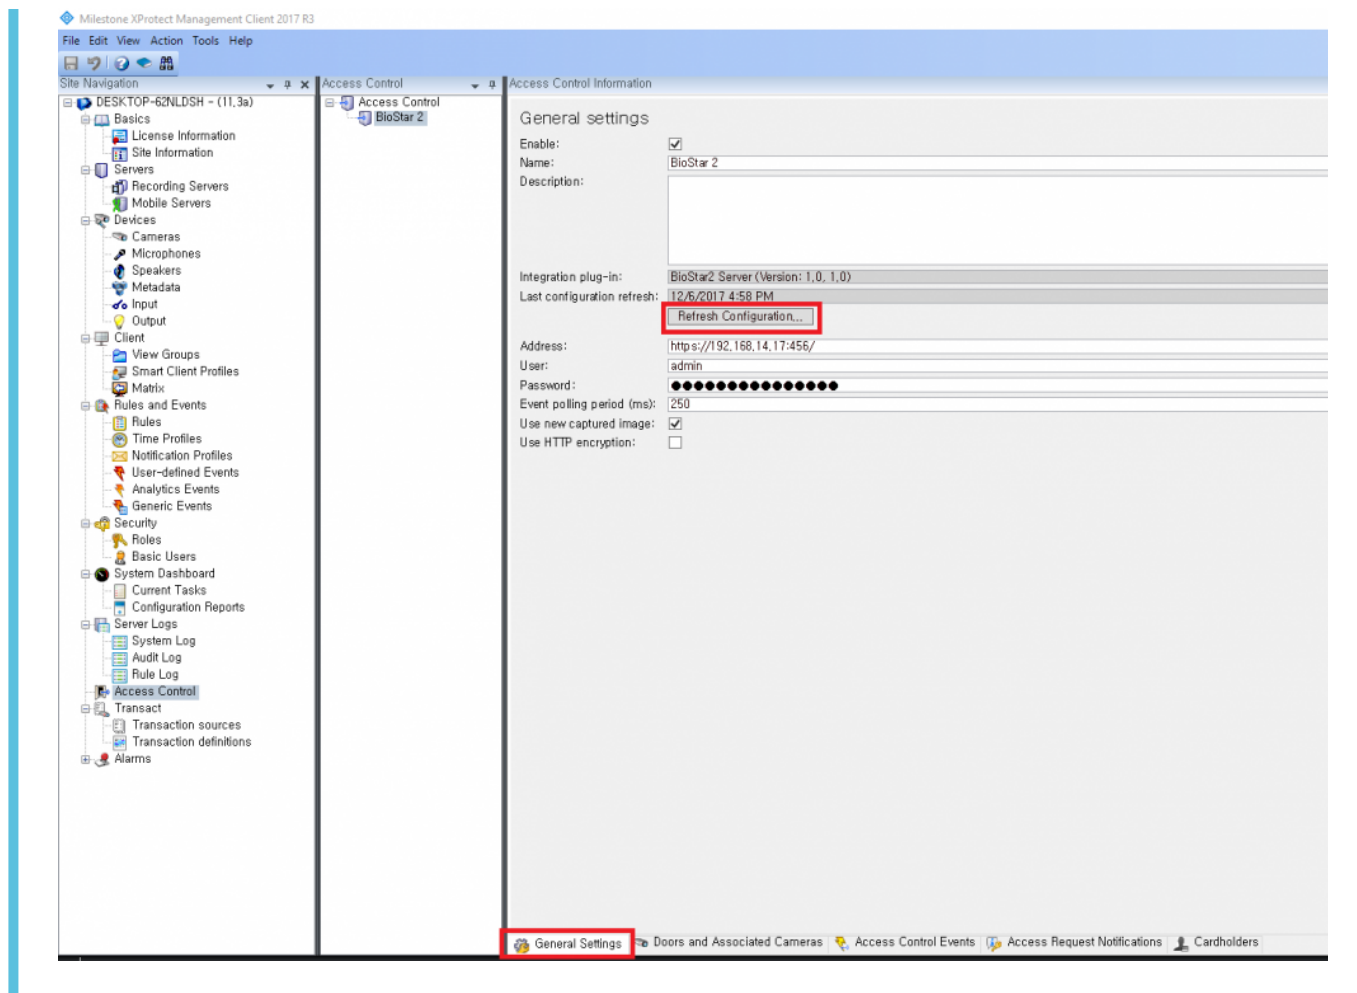 Milestone XProtect Management Client 2017 R3
File Edit View Action Tools Help
Site Navigation
DESKTOP-62NLDSH - (11,3a)
Basics
License Information
Site Information
Servers
Recording Servers
Mobile Servers
Devices
Cameras
Microphones
Speakers
Metadata
Input
Output
Client
View Groups
Smart Client Profiles
Matrix
Rules and Events
Rules
Time Profiles
Notification Profiles
User-defined Events
Analytics Events
Generic Events
Security
Roles
Basic Users
System Dashboard
Current Tasks
Configuration Reports
Server Logs
System Log
Audit Log
Rule Log
Access Control
Transact
Transaction sources
Transaction definitions
Alarms
Access Control
Access Control
BioStar 2
Access Control Information
General settings
Enable:
Name: BioStar 2
Description:
Integration plug-in: BioStar2 Server (Version: 1,0, 1,0)
Last configuration refresh: 12/6/2017 4:58 PM
Refresh Configuration...
Address: https://192,168,14,17:456/
User: admin
Password: ●●●●●●●●●●●●●●●
Event polling period (ms): 250
Use new captured image:
Use HTTP encryption:
General Settings Doors and Associated Cameras Access Control Events Access Request Notifications Cardholders